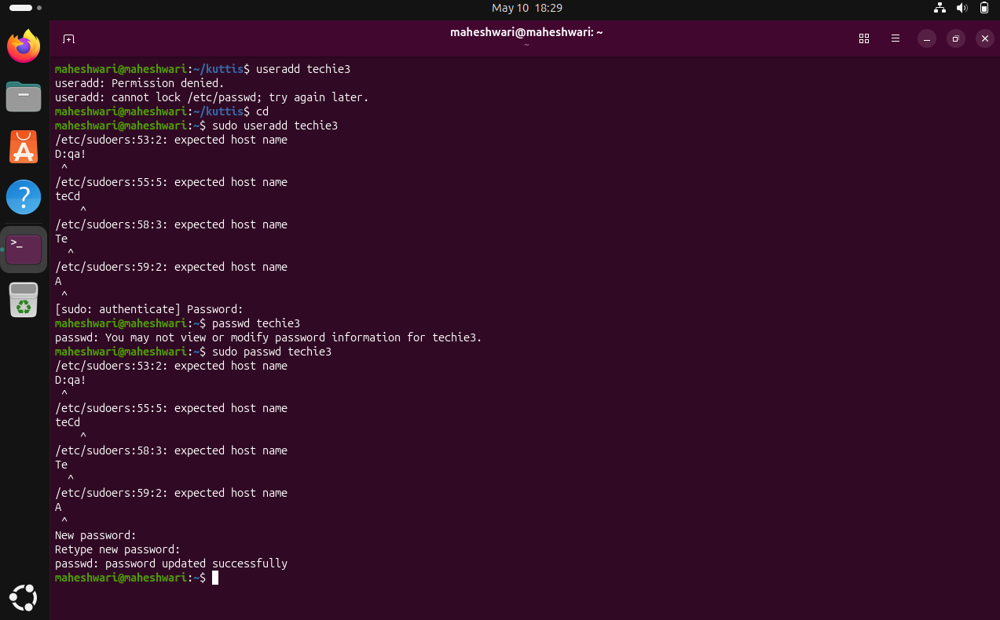 May 10 18:29
maheshwari@maheshwari: ~
~
maheshwari@maheshwari:~/kuttis$ useradd techie3
useradd: Permission denied.
useradd: cannot lock /etc/passwd; try again later.
maheshwari@maheshwari:~/kuttis$ cd
maheshwari@maheshwari:~$ sudo useradd techie3
/etc/sudoers:53:2: expected host name
D:qa!
 ^
/etc/sudoers:55:5: expected host name
teCd
    ^
/etc/sudoers:58:3: expected host name
Te
  ^
/etc/sudoers:59:2: expected host name
A
 ^
[sudo: authenticate] Password:
maheshwari@maheshwari:~$ passwd techie3
passwd: You may not view or modify password information for techie3.
maheshwari@maheshwari:~$ sudo passwd techie3
/etc/sudoers:53:2: expected host name
D:qa!
 ^
/etc/sudoers:55:5: expected host name
teCd
    ^
/etc/sudoers:58:3: expected host name
Te
  ^
/etc/sudoers:59:2: expected host name
A
 ^
New password:
Retype new password:
passwd: password updated successfully
maheshwari@maheshwari:~$